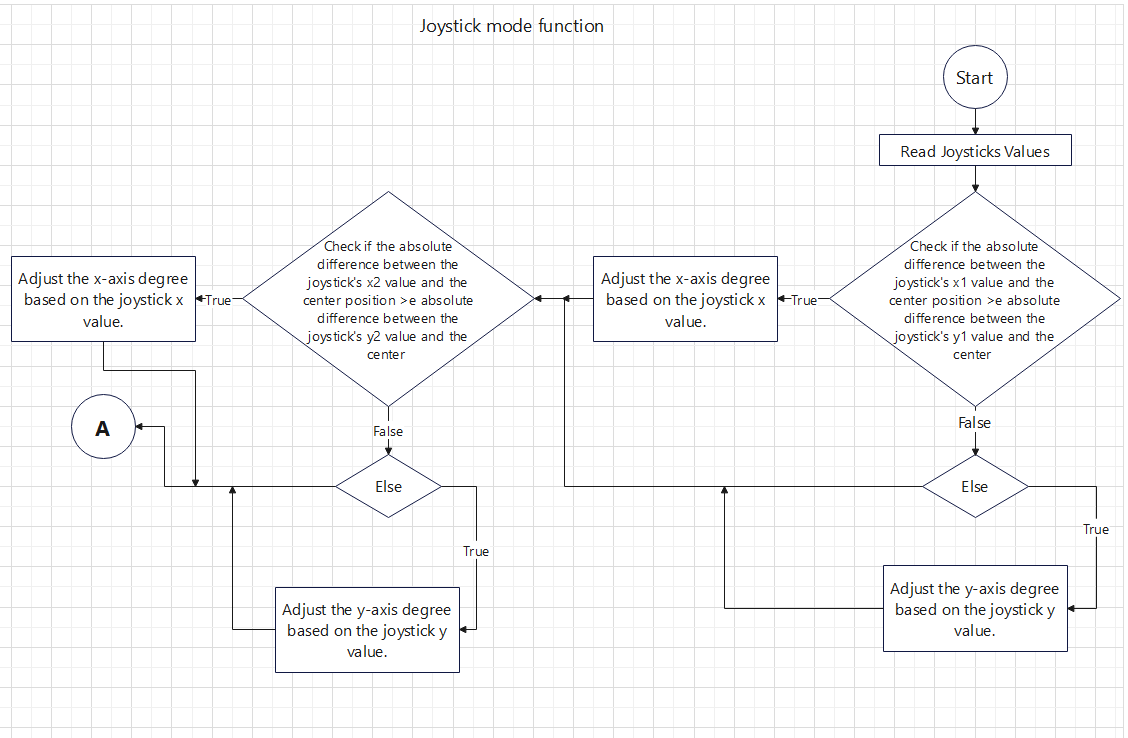 Joystick mode function
Start
Read Joysticks Values
Check if the absolute
difference between the
joystick's x1 value and the
center position >e absolute
difference between the
joystick's y1 value and the
center
True
Adjust the x-axis degree
based on the joystick x
value.
False
Else
True
Adjust the y-axis degree
based on the joystick y
value.
Check if the absolute
difference between the
joystick's x2 value and the
center position >e absolute
difference between the
joystick's y2 value and the
center
True
Adjust the x-axis degree
based on the joystick x
value.
False
Else
True
Adjust the y-axis degree
based on the joystick y
value.
A